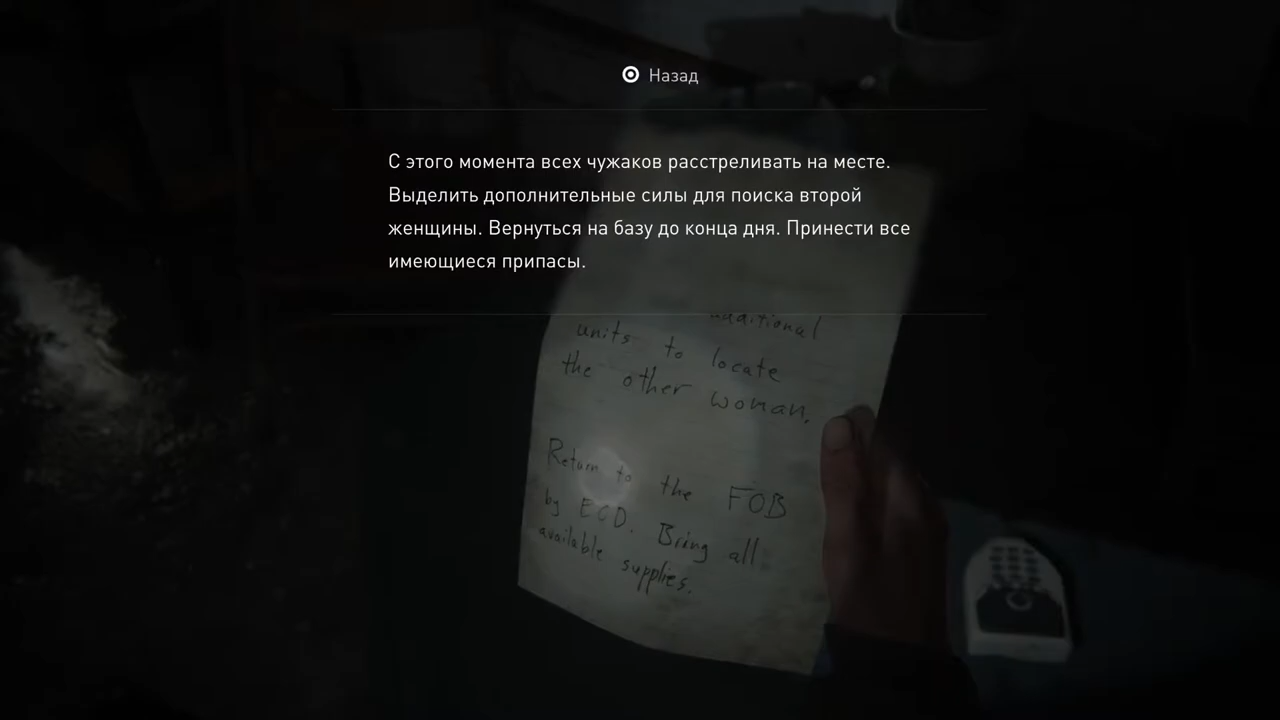 Назад
С этого момента всех чужаков расстреливать на месте.
Выделить дополнительные силы для поиска второй
женщины. Вернуться на базу до конца дня. Принести все
имеющиеся припасы.
additional
units to locate
the other woman.
Return to the FOB
by EOD. Bring all
available supplies.